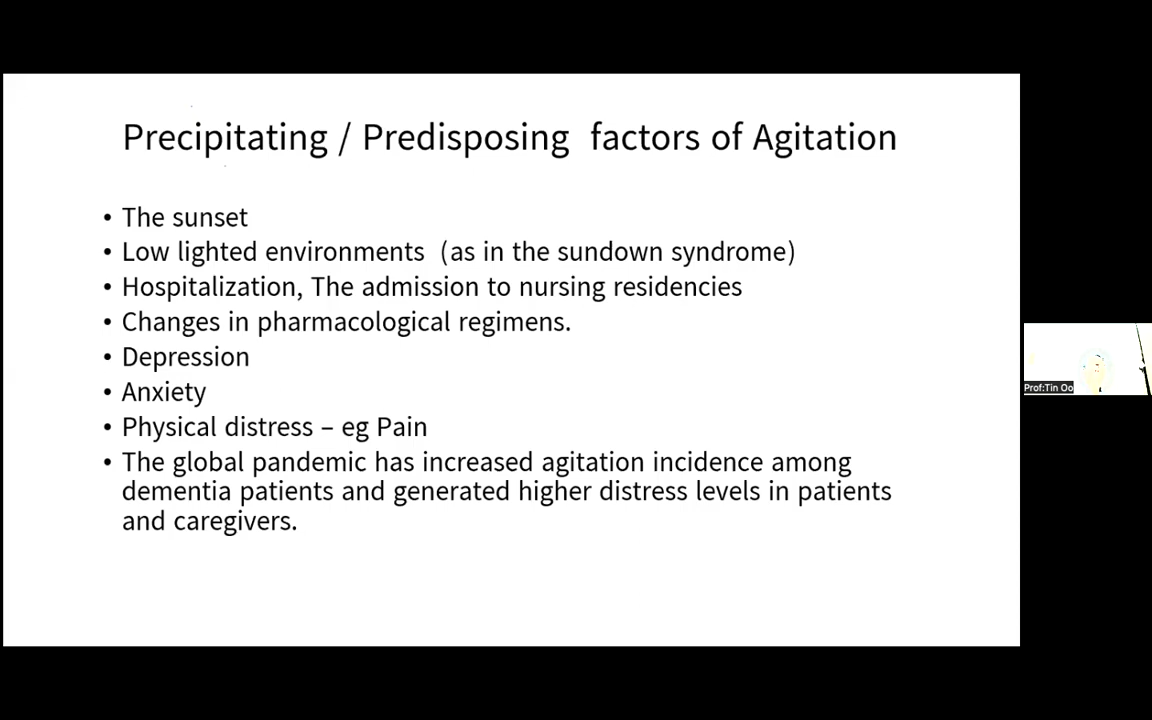 Precipitating / Predisposing  factors of Agitation
• The sunset
• Low lighted environments  (as in the sundown syndrome)
• Hospitalization, The admission to nursing residencies
• Changes in pharmacological regimens.
• Depression
• Anxiety
• Physical distress – eg Pain
• The global pandemic has increased agitation incidence among
dementia patients and generated higher distress levels in patients
and caregivers.
Prof:Tin Oo